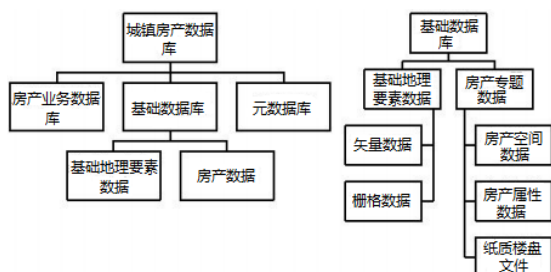 城镇房产数据
库
房产业务数据
库
基础数据库
元数据库
基础地理要素
数据
房产数据
基础数据
库
基础地理
要素数据
房产专题
数据
矢量数据
栅格数据
房产空间
数据
房产属性
数据
纸质楼盘
文件